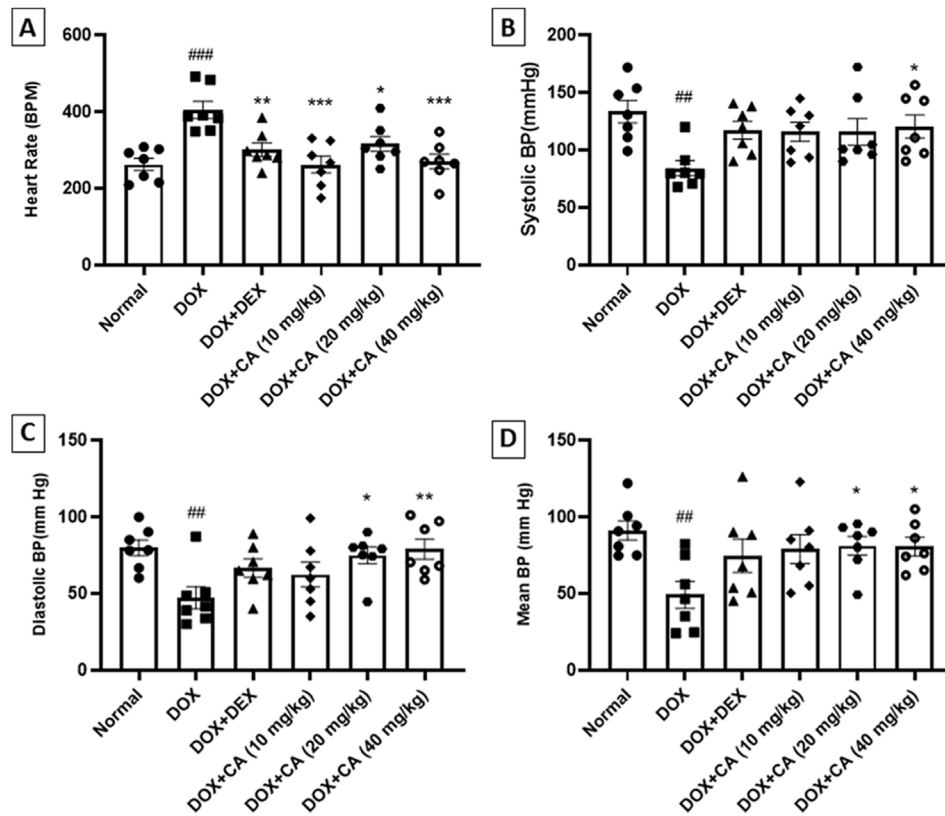 A
Heart Rate (BPM)
600
400
200
0
###
**
***
*
***
Normal
DOX
DOX+DEX
DOX+CA (10 mg/kg)
DOX+CA (20 mg/kg)
DOX+CA (40 mg/kg)
B
Systolic BP(mmHg)
200
150
100
50
0
##
*
Normal
DOX
DOX+DEX
DOX+CA (10 mg/kg)
DOX+CA (20 mg/kg)
DOX+CA (40 mg/kg)
C
Diastolic BP(mm Hg)
150
100
50
0
##
*
**
Normal
DOX
DOX+DEX
DOX+CA (10 mg/kg)
DOX+CA (20 mg/kg)
DOX+CA (40 mg/kg)
D
Mean BP (mm Hg)
150
100
50
0
##
*
*
Normal
DOX
DOX+DEX
DOX+CA (10 mg/kg)
DOX+CA (20 mg/kg)
DOX+CA (40 mg/kg)